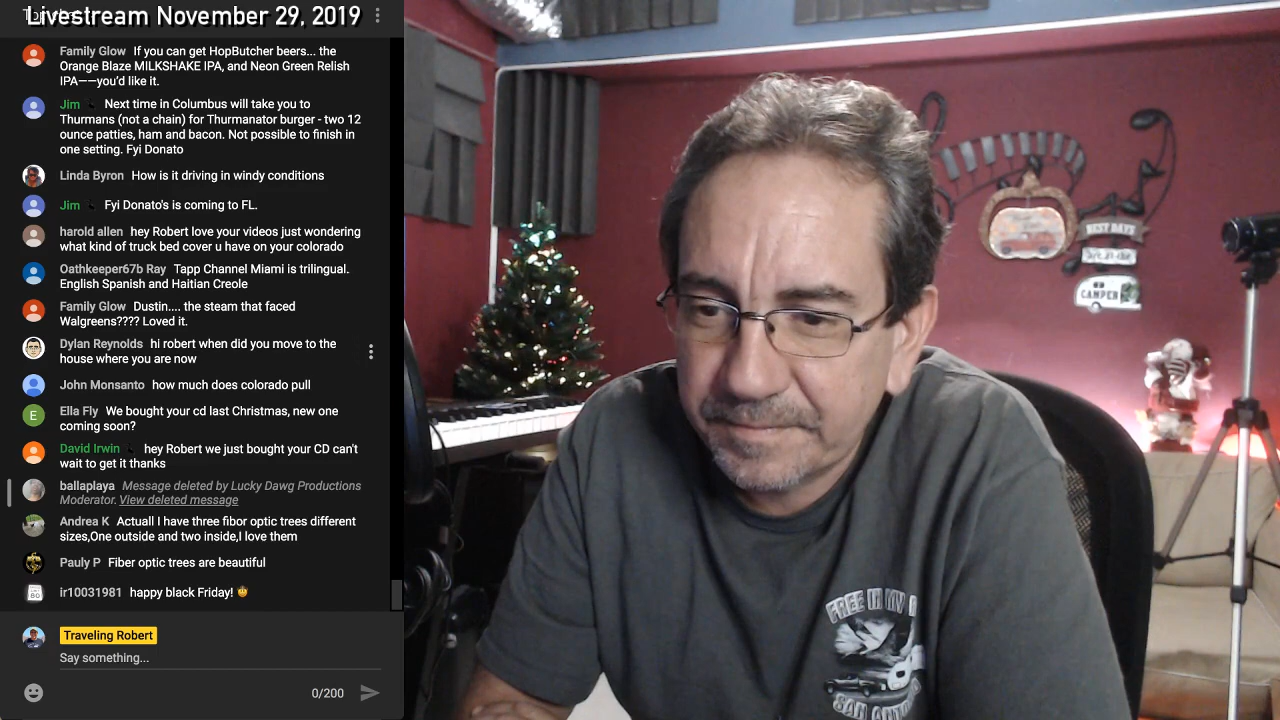 Livestream November 29, 2019
Family Glow If you can get HopButcher beers... the
Orange Blaze MILKSHAKE IPA, and Neon Green Relish
IPA——you'd like it.
Jim Next time in Columbus will take you to
Thurmans (not a chain) for Thurmanator burger - two 12
ounce patties, ham and bacon. Not possible to finish in
one setting. Fyi Donato
Linda Byron How is it driving in windy conditions
Jim Fyi Donato's is coming to FL.
harold allen hey Robert love your videos just wondering
what kind of truck bed cover u have on your colorado
Oathkeeper67b Ray Tapp Channel Miami is trilingual.
English Spanish and Haitian Creole
Family Glow Dustin.... the steam that faced
Walgreens???? Loved it.
Dylan Reynolds hi robert when did you move to the
house where you are now
John Monsanto how much does colorado pull
Ella Fly We bought your cd last Christmas, new one
coming soon?
David Irwin hey Robert we just bought your CD can't
wait to get it thanks
ballaplaya Message deleted by Lucky Dawg Productions
Moderator. View deleted message
Andrea K Actuall I have three fibor optic trees different
sizes,One outside and two inside,I love them
Pauly P Fiber optic trees are beautiful
ir10031981 happy black Friday!
Traveling Robert
Say something...
0/200
BEST DAYS
CAMPER
FREE IN MY
SAN ANTONIO